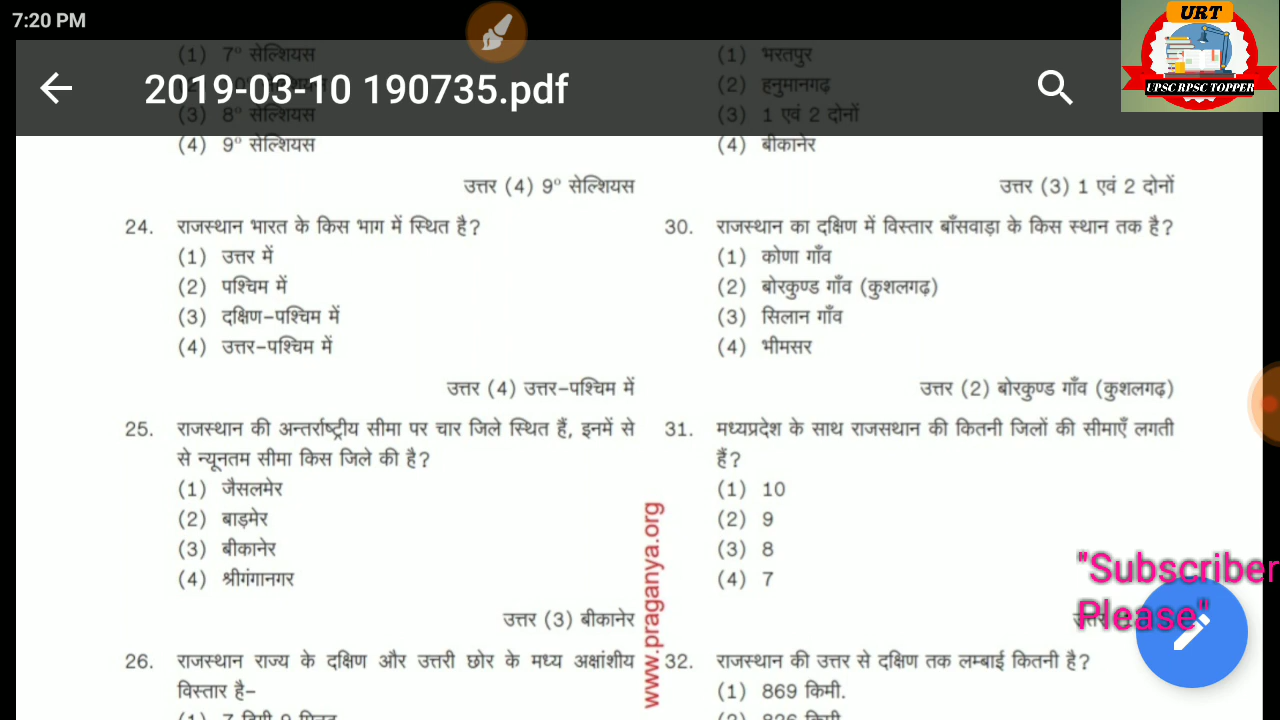 7:20 PM
URT
UPSC RPSC TOPPER
2019-03-10 190735.pdf
(1) 7° सेल्शियस
(3) 8° सेल्शियस
(4) 9° सेल्शियस
उत्तर (4) 9° सेल्शियस
24. राजस्थान भारत के किस भाग में स्थित है?
(1) उत्तर में
(2) पश्चिम में
(3) दक्षिण-पश्चिम में
(4) उत्तर-पश्चिम में
उत्तर (4) उत्तर-पश्चिम में
25. राजस्थान की अन्तर्राष्ट्रीय सीमा पर चार जिले स्थित हैं, इनमें से
से न्यूनतम सीमा किस जिले की है?
(1) जैसलमेर
(2) बाड़मेर
(3) बीकानेर
(4) श्रीगंगानगर
उत्तर (3) बीकानेर
26. राजस्थान राज्य के दक्षिण और उत्तरी छोर के मध्य अक्षांशीय
विस्तार है-
(1) भरतपुर
(2) हनुमानगढ़
(3) 1 एवं 2 दोनों
(4) बीकानेर
उत्तर (3) 1 एवं 2 दोनों
30. राजस्थान का दक्षिण में विस्तार बाँसवाड़ा के किस स्थान तक है?
(1) कोणा गाँव
(2) बोरकुण्ड गाँव (कुशलगढ़)
(3) सिलान गाँव
(4) भीमसर
उत्तर (2) बोरकुण्ड गाँव (कुशलगढ़)
31. मध्यप्रदेश के साथ राजसथान की कितनी जिलों की सीमाएँ लगती
हैं?
(1) 10
(2) 9
(3) 8
(4) 7
उत्तर
32. राजस्थान की उत्तर से दक्षिण तक लम्बाई कितनी है?
(1) 869 किमी.
www.praganya.org
"Subscriber
Please"